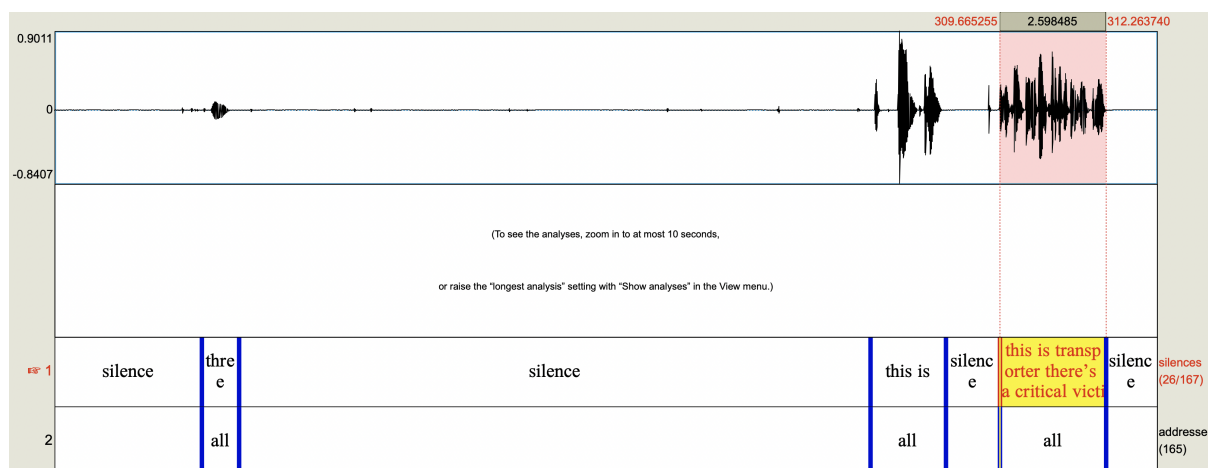 309.665255 2.598485 312.263740
0.9011
0
-0.8407
(To see the analyses, zoom in to at most 10 seconds,
or raise the “longest analysis” setting with “Show analyses” in the View menu.)
☞ 1
silence
thre
e
silence
this is
silenc
e
this is transp
orter there’s
a critical victi
silenc
e
silences
(26/167)
2
all
all
all
addresse
(165)